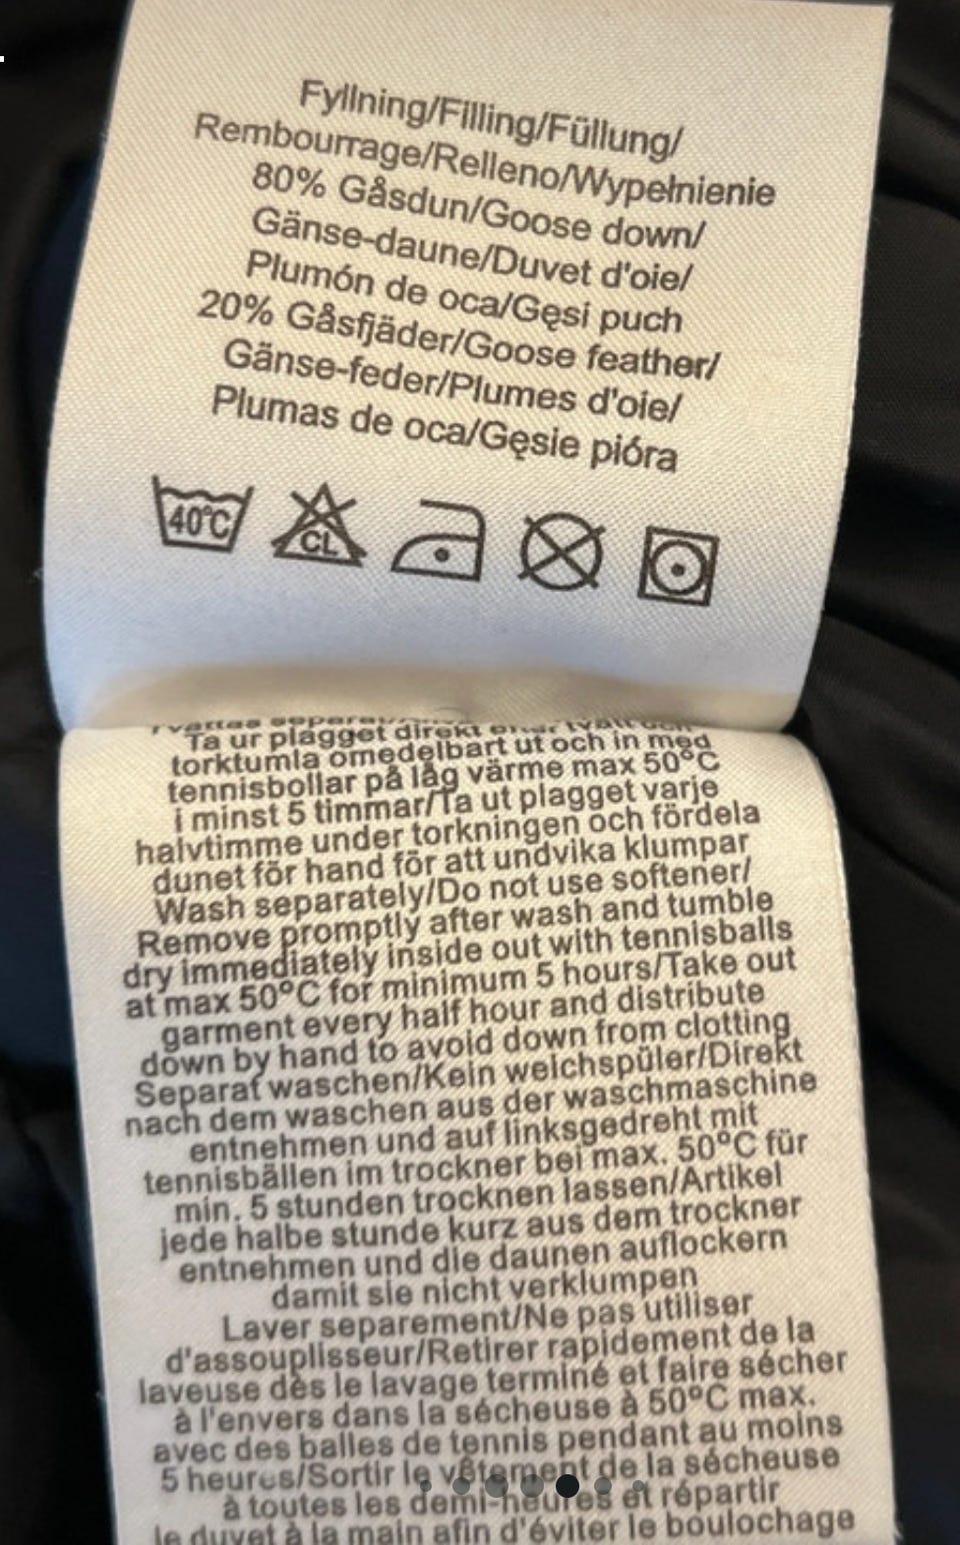 Fyllning/Filling/Füllung/
Rembourrage/Relleno/Wypełnienie
80% Gåsdun/Goose down/
Gänse-daune/Duvet d'oie/
Plumón de oca/Gęsi puch
20% Gåsfjäder/Goose feather/
Gänse-feder/Plumes d'oie/
Plumas de oca/Gęsie pióra
40°C CL
Ta ur plagget direkt
torktumla omedelbart ut och in med
tennisbollar på låg värme max 50°C
i minst 5 timmar/Ta ut plagget varje
halvtimme under torkningen och fördela
dunet för hand för att undvika klumpar
Wash separately/Do not use softener/
Remove promptly after wash and tumble
dry immediately inside out with tennisballs
at max 50°C for minimum 5 hours/Take out
garment every half hour and distribute
down by hand to avoid down from clotting
Separat waschen/Kein weichspüler/Direkt
nach dem waschen aus der waschmaschine
entnehmen und auf linksgedreht mit
tennisbällen im trockner bei max. 50°C für
min. 5 stunden trocknen lassen/Artikel
jede halbe stunde kurz aus dem trockner
entnehmen und die daunen auflockern
damit sie nicht verklumpen
Laver separement/Ne pas utiliser
d'assouplisseur/Retirer rapidement de la
laveuse dès le lavage terminé et faire sécher
à l'envers dans la sécheuse à 50°C max.
avec des balles de tennis pendant au moins
5 heures/Sortir le vêtement de la sécheuse
à toutes les demi-heures et répartir
le duvet à la main afin d'éviter le boulochage